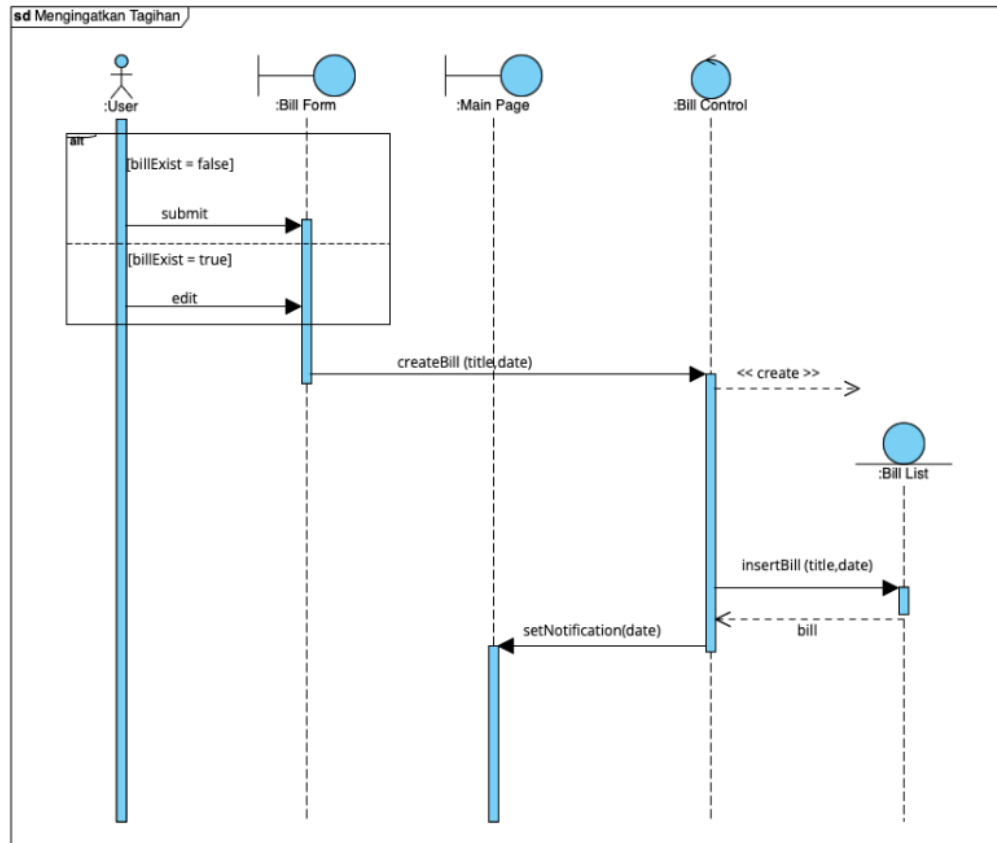 sd Mengingatkan Tagihan
:User
:Bill Form
:Main Page
:Bill Control
alt
[billExist = false]
submit
[billExist = true]
edit
createBill (title,date)
<< create >>
:Bill List
insertBill (title,date)
bill
setNotification(date)